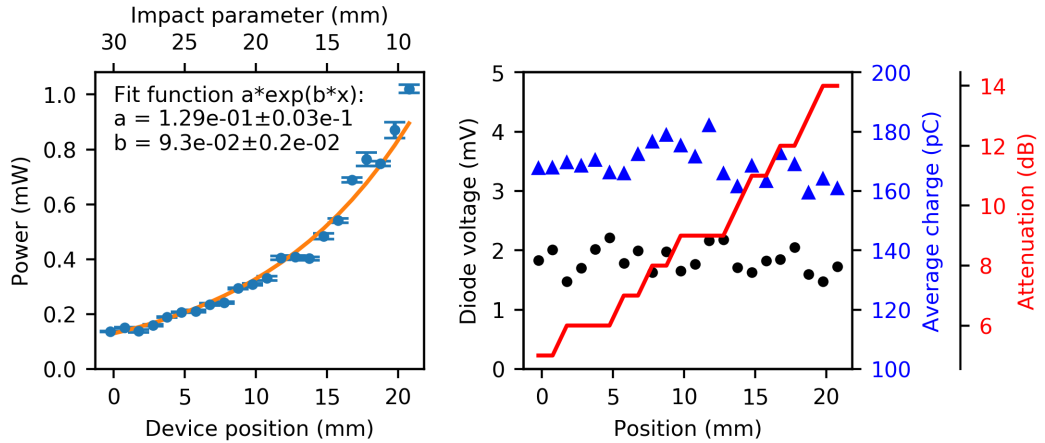 Impact parameter (mm)
30 25 20 15 10
Fit function a*exp(b*x):
a = 1.29e-01±0.03e-1
b = 9.3e-02±0.2e-02
Power (mW)
1.0
0.8
0.6
0.4
0.2
0.0
0 5 10 15 20
Device position (mm)
Diode voltage (mV)
5
4
3
2
1
0
0 5 10 15 20
Position (mm)
200
180
160
140
120
100
Average charge (pC)
14
12
10
8
6
Attenuation (dB)